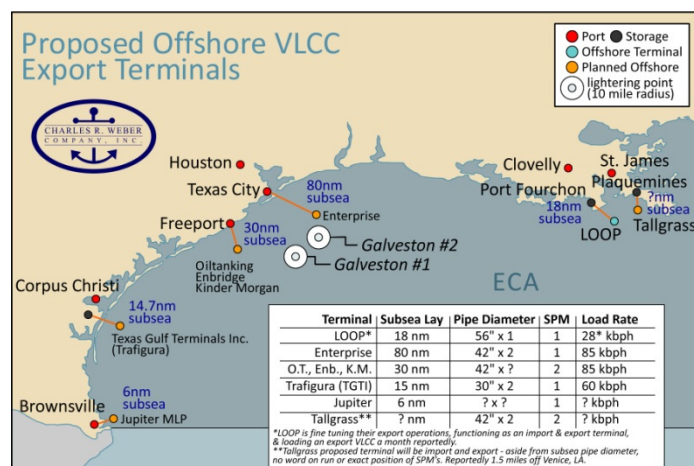 Proposed Offshore VLCC
Export Terminals
Port Storage
Offshore Terminal
Planned Offshore
lightering point
(10 mile radius)
CHARLES R. WEBER
COMPANY, INC.
Houston
Texas City
80nm
subsea
Enterprise
Freeport
30nm
subsea
Oiltanking
Enbridge
Kinder Morgan
Galveston #2
Galveston #1
Clovelly
St. James
Port Fourchon
Plaquemines
18nm
subsea
?nm
subsea
LOOP
Tallgrass
ECA
Corpus Christi
14.7nm
subsea
Texas Gulf Terminals Inc.
(Trafigura)
6nm
subsea
Brownsville
Jupiter MLP
Terminal Subsea Lay Pipe Diameter SPM Load Rate
LOOP* 18 nm 56" x 1 1 28* kbph
Enterprise 80 nm 42" x 2 1 85 kbph
O.T., Enb., K.M. 30 nm 42" x ? 2 85 kbph
Trafigura (TGTI) 15 nm 30" x 2 1 60 kbph
Jupiter 6 nm ? x ? 1 ? kbph
Tallgrass** ? nm 42" x 2 2 ? kbph
*LOOP is fine tuning their export operations, functioning as an import & export terminal,
& loading an export VLCC a month reportedly.
**Tallgrass proposed terminal will be import and export - aside from subsea pipe diameter,
no word on run or exact position of SPM's. Reportedly 1.5 miles off Venice, LA.